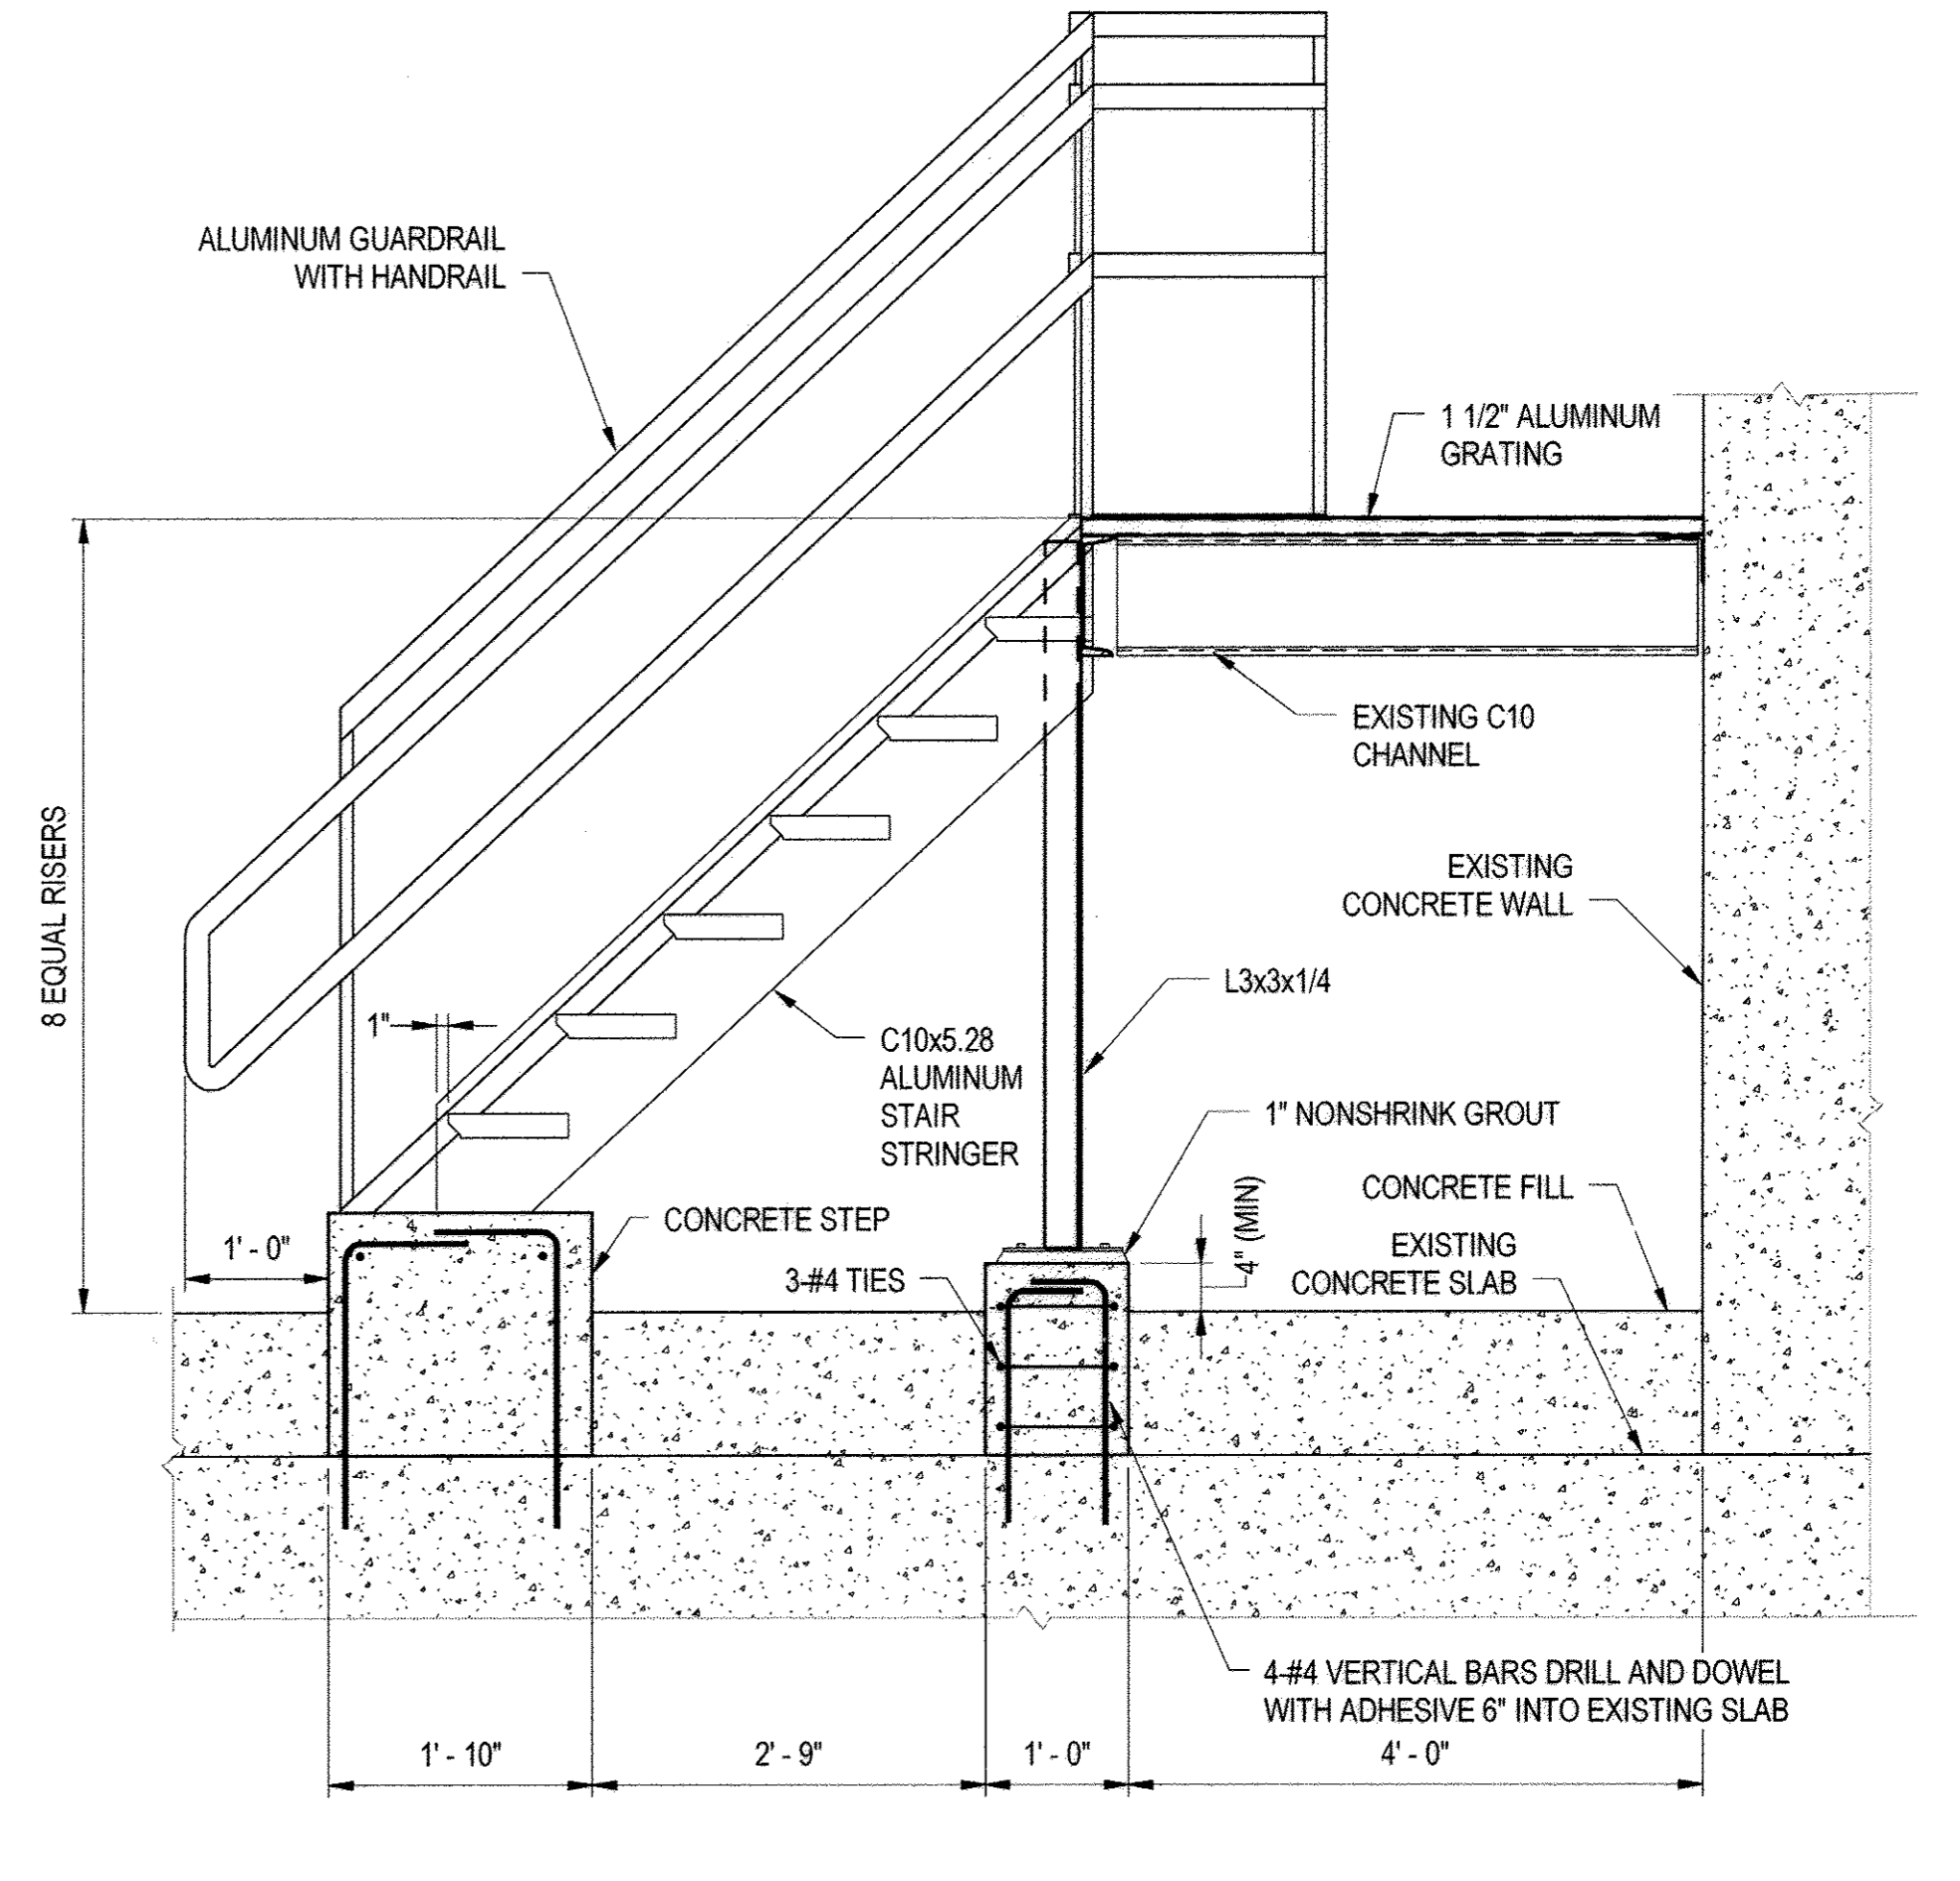 ALUMINUM GUARDRAIL
WITH HANDRAIL
1 1/2" ALUMINUM
GRATING
EXISTING C10
CHANNEL
8 EQUAL RISERS
EXISTING
CONCRETE WALL
L3x3x1/4
1"
C10x5.28
ALUMINUM
STAIR
STRINGER
1" NONSHRINK GROUT
CONCRETE FILL
4" (MIN)
CONCRETE STEP
1' - 0"
EXISTING
CONCRETE SLAB
3-#4 TIES
4-#4 VERTICAL BARS DRILL AND DOWEL
WITH ADHESIVE 6" INTO EXISTING SLAB
1' - 10"
2' - 9"
1' - 0"
4' - 0"